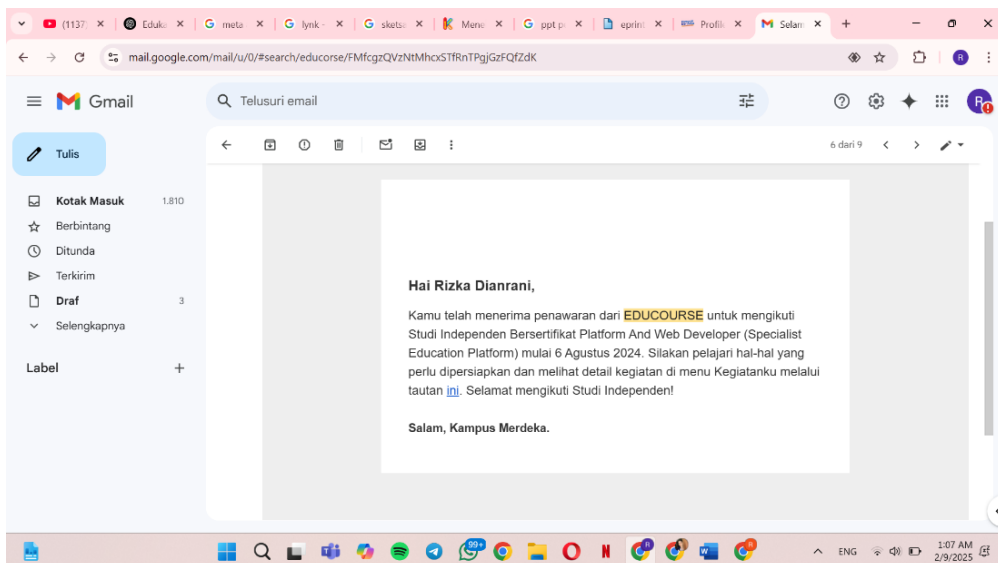 (1137)
Eduka
meta
lynk -
sketsa
Mene
ppt p
eprint
Profil
Selam
mail.google.com/mail/u/0/#search/educorse/FMfcgzQVzNtMhcxSTfRnTPgjGzFQfZdK
Gmail
Telusuri email
Tulis
6 dari 9
Kotak Masuk 1.810
Berbintang
Ditunda
Terkirim
Draf 3
Selengkapnya
Label
Hai Rizka Dianrani,
Kamu telah menerima penawaran dari EDUCOURSE untuk mengikuti
Studi Independen Bersertifikat Platform And Web Developer (Specialist
Education Platform) mulai 6 Agustus 2024. Silakan pelajari hal-hal yang
perlu dipersiapkan dan melihat detail kegiatan di menu Kegiatanku melalui
tautan ini. Selamat mengikuti Studi Independen!
Salam, Kampus Merdeka.
99+
ENG
1:07 AM
2/9/2025